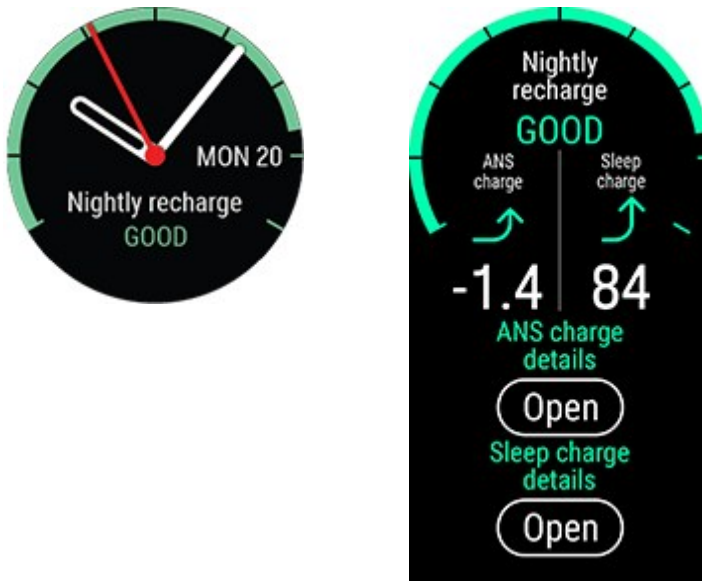 MON 20
Nightly recharge
GOOD
Nightly
recharge
GOOD
ANS
charge
Sleep
charge
-1.4
84
ANS charge
details
Open
Sleep charge
details
Open